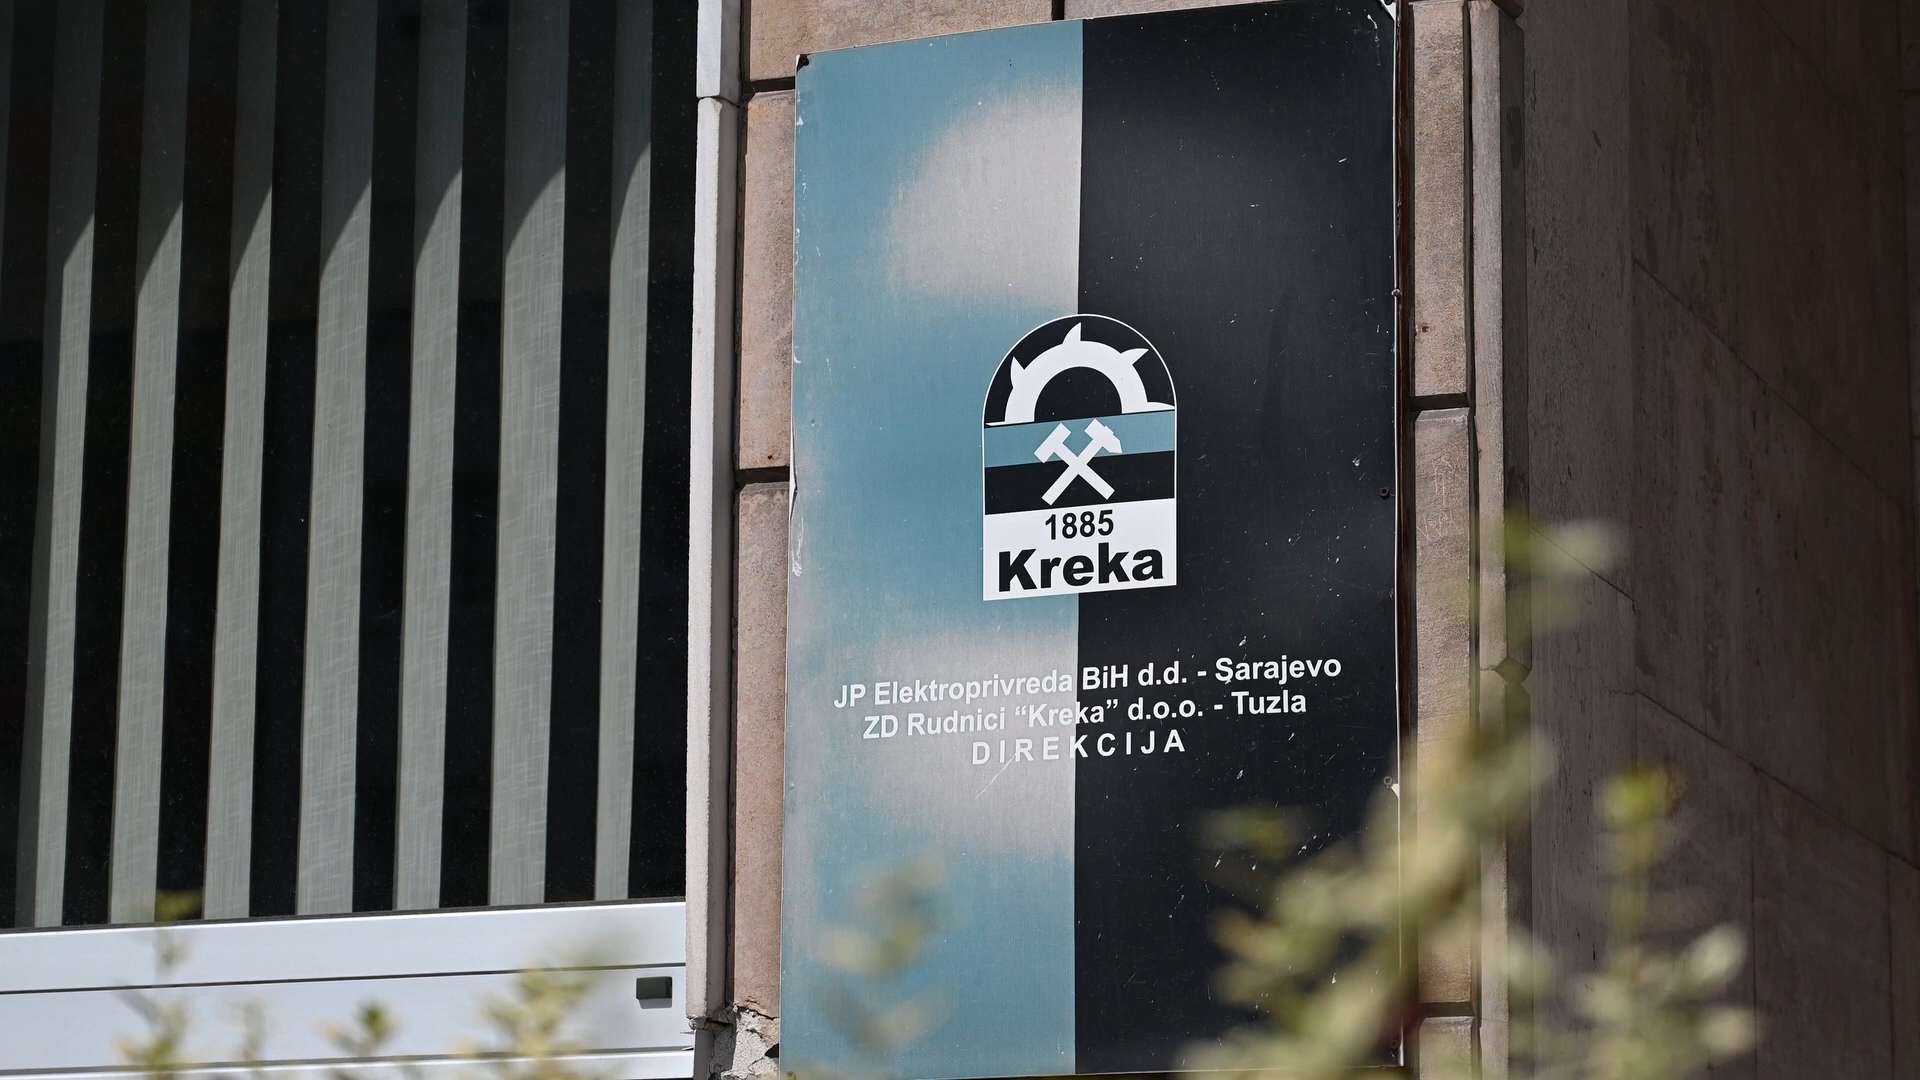 1885
Kreka
JP Elektroprivreda BiH d.d. - Sarajevo
ZD Rudnici “Kreka” d.o.o. - Tuzla
DIREKCIJA